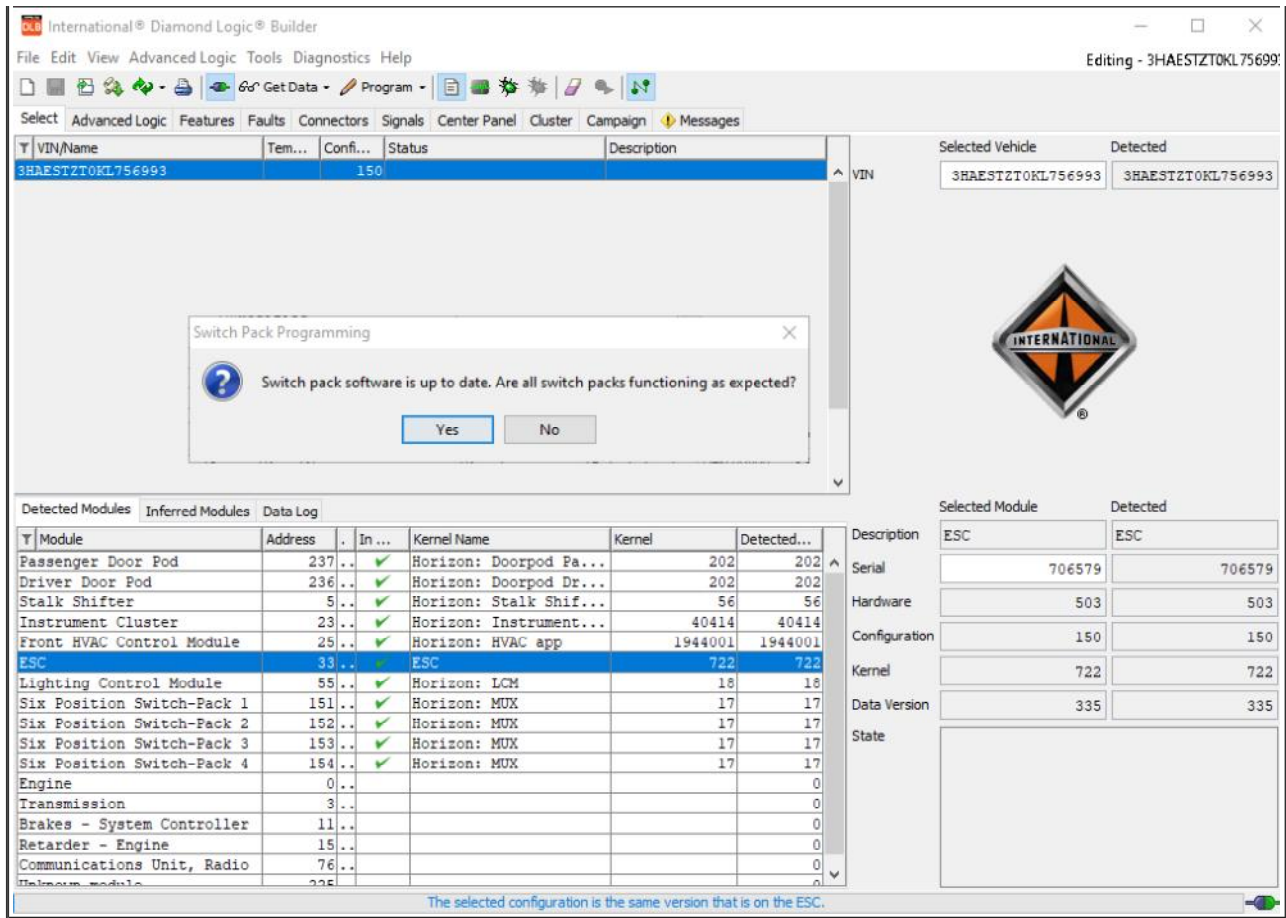 DLB International® Diamond Logic® Builder
File Edit View Advanced Logic Tools Diagnostics Help
Editing - 3HAESTZT0KL75699
Get Data Program
Select Advanced Logic Features Faults Connectors Signals Center Panel Cluster Campaign Messages
VIN/Name Tem... Confi... Status Description
3HAESTZT0KL756993 150
Selected Vehicle Detected
VIN 3HAESTZT0KL756993 3HAESTZT0KL756993
INTERNATIONAL ®
Switch Pack Programming
Switch pack software is up to date. Are all switch packs functioning as expected?
Yes No
Detected Modules Inferred Modules Data Log
Module Address . In ... Kernel Name Kernel Detected...
Passenger Door Pod 237.. Horizon: Doorpod Pa... 202 202
Driver Door Pod 236.. Horizon: Doorpod Dr... 202 202
Stalk Shifter 5.. Horizon: Stalk Shif... 56 56
Instrument Cluster 23.. Horizon: Instrument... 40414 40414
Front HVAC Control Module 25.. Horizon: HVAC app 1944001 1944001
ESC 33.. ESC 722 722
Lighting Control Module 55.. Horizon: LCM 18 18
Six Position Switch-Pack 1 151.. Horizon: MUX 17 17
Six Position Switch-Pack 2 152.. Horizon: MUX 17 17
Six Position Switch-Pack 3 153.. Horizon: MUX 17 17
Six Position Switch-Pack 4 154.. Horizon: MUX 17 17
Engine 0.. 0
Transmission 3.. 0
Brakes - System Controller 11.. 0
Retarder - Engine 15.. 0
Communications Unit, Radio 76.. 0
Selected Module Detected
Description ESC ESC
Serial 706579 706579
Hardware 503 503
Configuration 150 150
Kernel 722 722
Data Version 335 335
State
The selected configuration is the same version that is on the ESC.